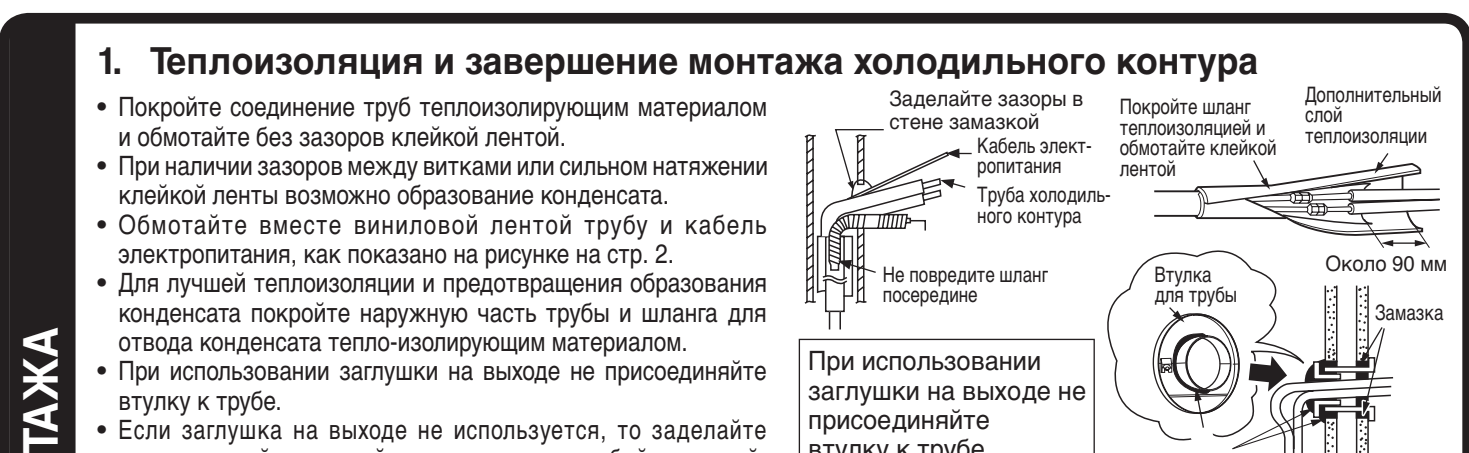 1. Теплоизоляция и завершение монтажа холодильного контура
• Покройте соединение труб теплоизолирующим материалом
и обмотайте без зазоров клейкой лентой.
• При наличии зазоров между витками или сильном натяжении
клейкой ленты возможно образование конденсата.
• Обмотайте вместе виниловой лентой трубу и кабель
электропитания, как показано на рисунке на стр. 2.
• Для лучшей теплоизоляции и предотвращения образования
конденсата покройте наружную часть трубы и шланга для
отвода конденсата тепло-изолирующим материалом.
• При использовании заглушки на выходе не присоединяйте
втулку к трубе.
• Если заглушка на выходе не используется, то заделайте
Заделайте зазоры в
стене замазкой
Кабель элект-
ропитания
Труба холодиль-
ного контура
Не повредите шланг
посередине
Покройте шланг
теплоизоляцией и
обмотайте клейкой
лентой
Дополнительный
слой
теплоизоляции
Около 90 мм
Втулка
для трубы
Замазка
При использовании
заглушки на выходе не
присоединяйте
втулку к трубе
ТАЖА